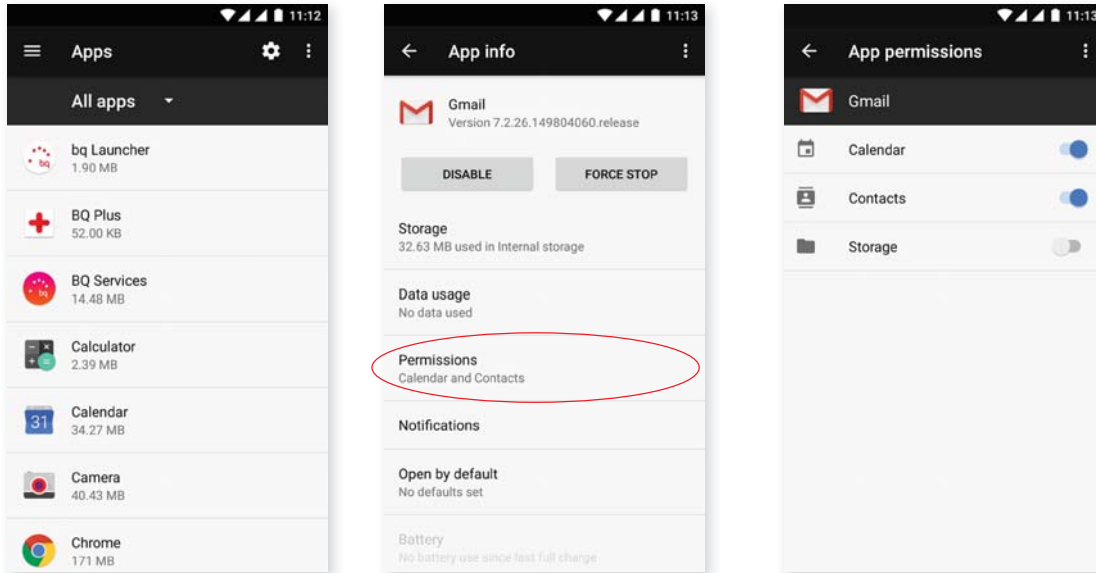 11:12
Apps
All apps
bq Launcher
1.90 MB
BQ Plus
52.00 KB
BQ Services
14.48 MB
Calculator
2.39 MB
31
Calendar
34.27 MB
Camera
40.43 MB
Chrome
171 MB
11:13
App info
Gmail
Version 7.2.26.149804060.release
DISABLE FORCE STOP
Storage
32.63 MB used in Internal storage
Data usage
No data used
Permissions
Calendar and Contacts
Notifications
Open by default
No defaults set
Battery
No battery use since last full charge
11:13
App permissions
Gmail
Calendar
Contacts
Storage